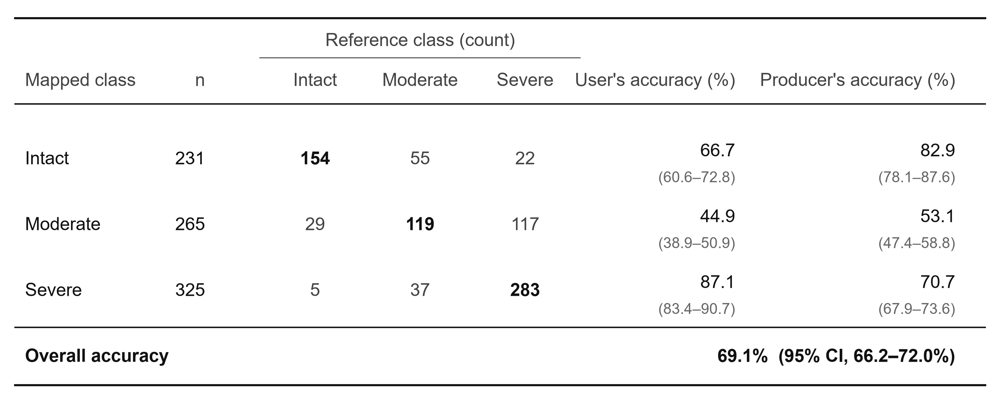 Reference class (count)
Mapped class n Intact Moderate Severe User's accuracy (%) Producer's accuracy (%)
Intact 231 154 55 22 66.7 82.9
(60.6–72.8) (78.1–87.6)
Moderate 265 29 119 117 44.9 53.1
(38.9–50.9) (47.4–58.8)
Severe 325 5 37 283 87.1 70.7
(83.4–90.7) (67.9–73.6)
Overall accuracy 69.1% (95% CI, 66.2–72.0%)